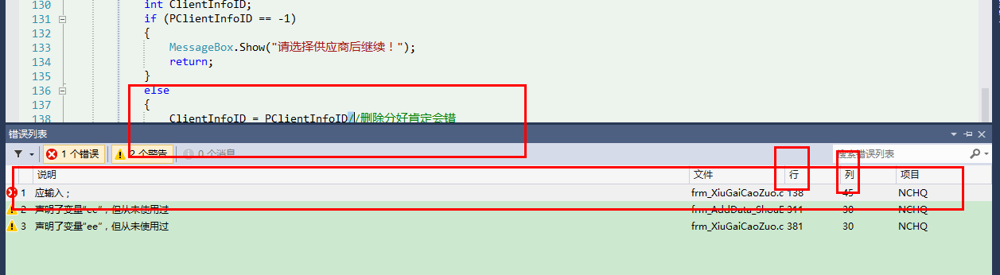 130 int ClientInfoID;
131 if (PClientInfoID == -1)
132 {
133 MessageBox.Show("请选择供应商后继续！");
134 return;
135 }
136 else
137 {
138 ClientInfoID = PClientInfoID//删除分好肯定会错
错误列表
1 个错误 2 个警告 0 个消息 搜索错误列表
说明 文件 行 列 项目
1 应输入； frm_XiuGaiCaoZuo.c 138 45 NCHQ
2 声明了变量“ee”，但从未使用过 frm_AddData_ShouE 311 30 NCHQ
3 声明了变量“ee”，但从未使用过 frm_XiuGaiCaoZuo.c 381 30 NCHQ